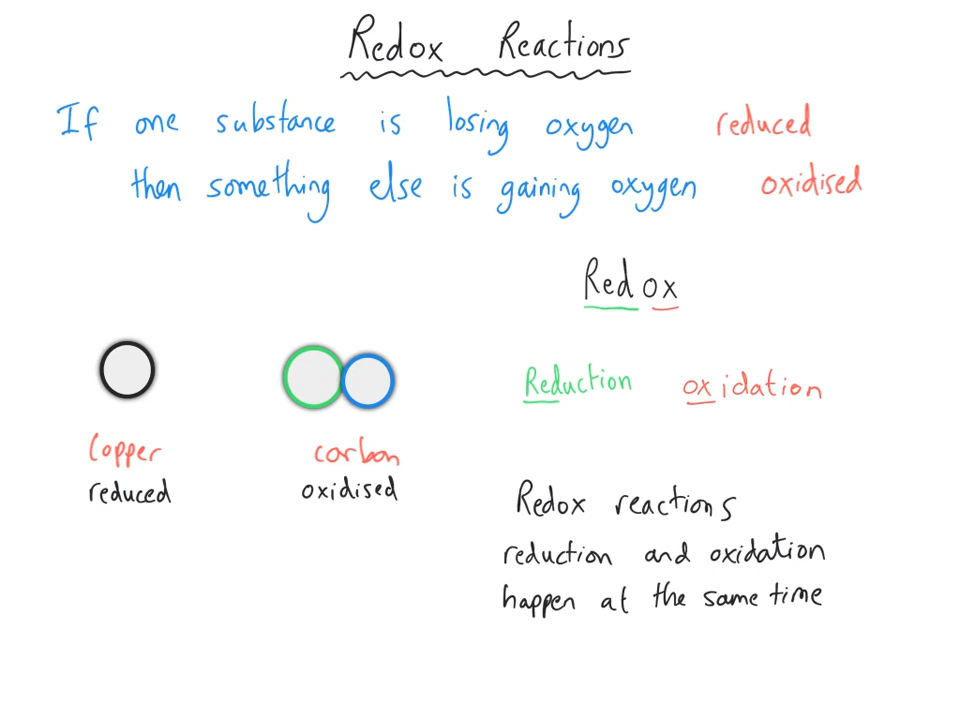 Redox Reactions
If one substance is losing oxygen reduced
then something else is gaining oxygen oxidised
Redox
Reduction oxidation
Copper carbon
reduced oxidised
Redox reactions
reduction and oxidation
happen at the same time